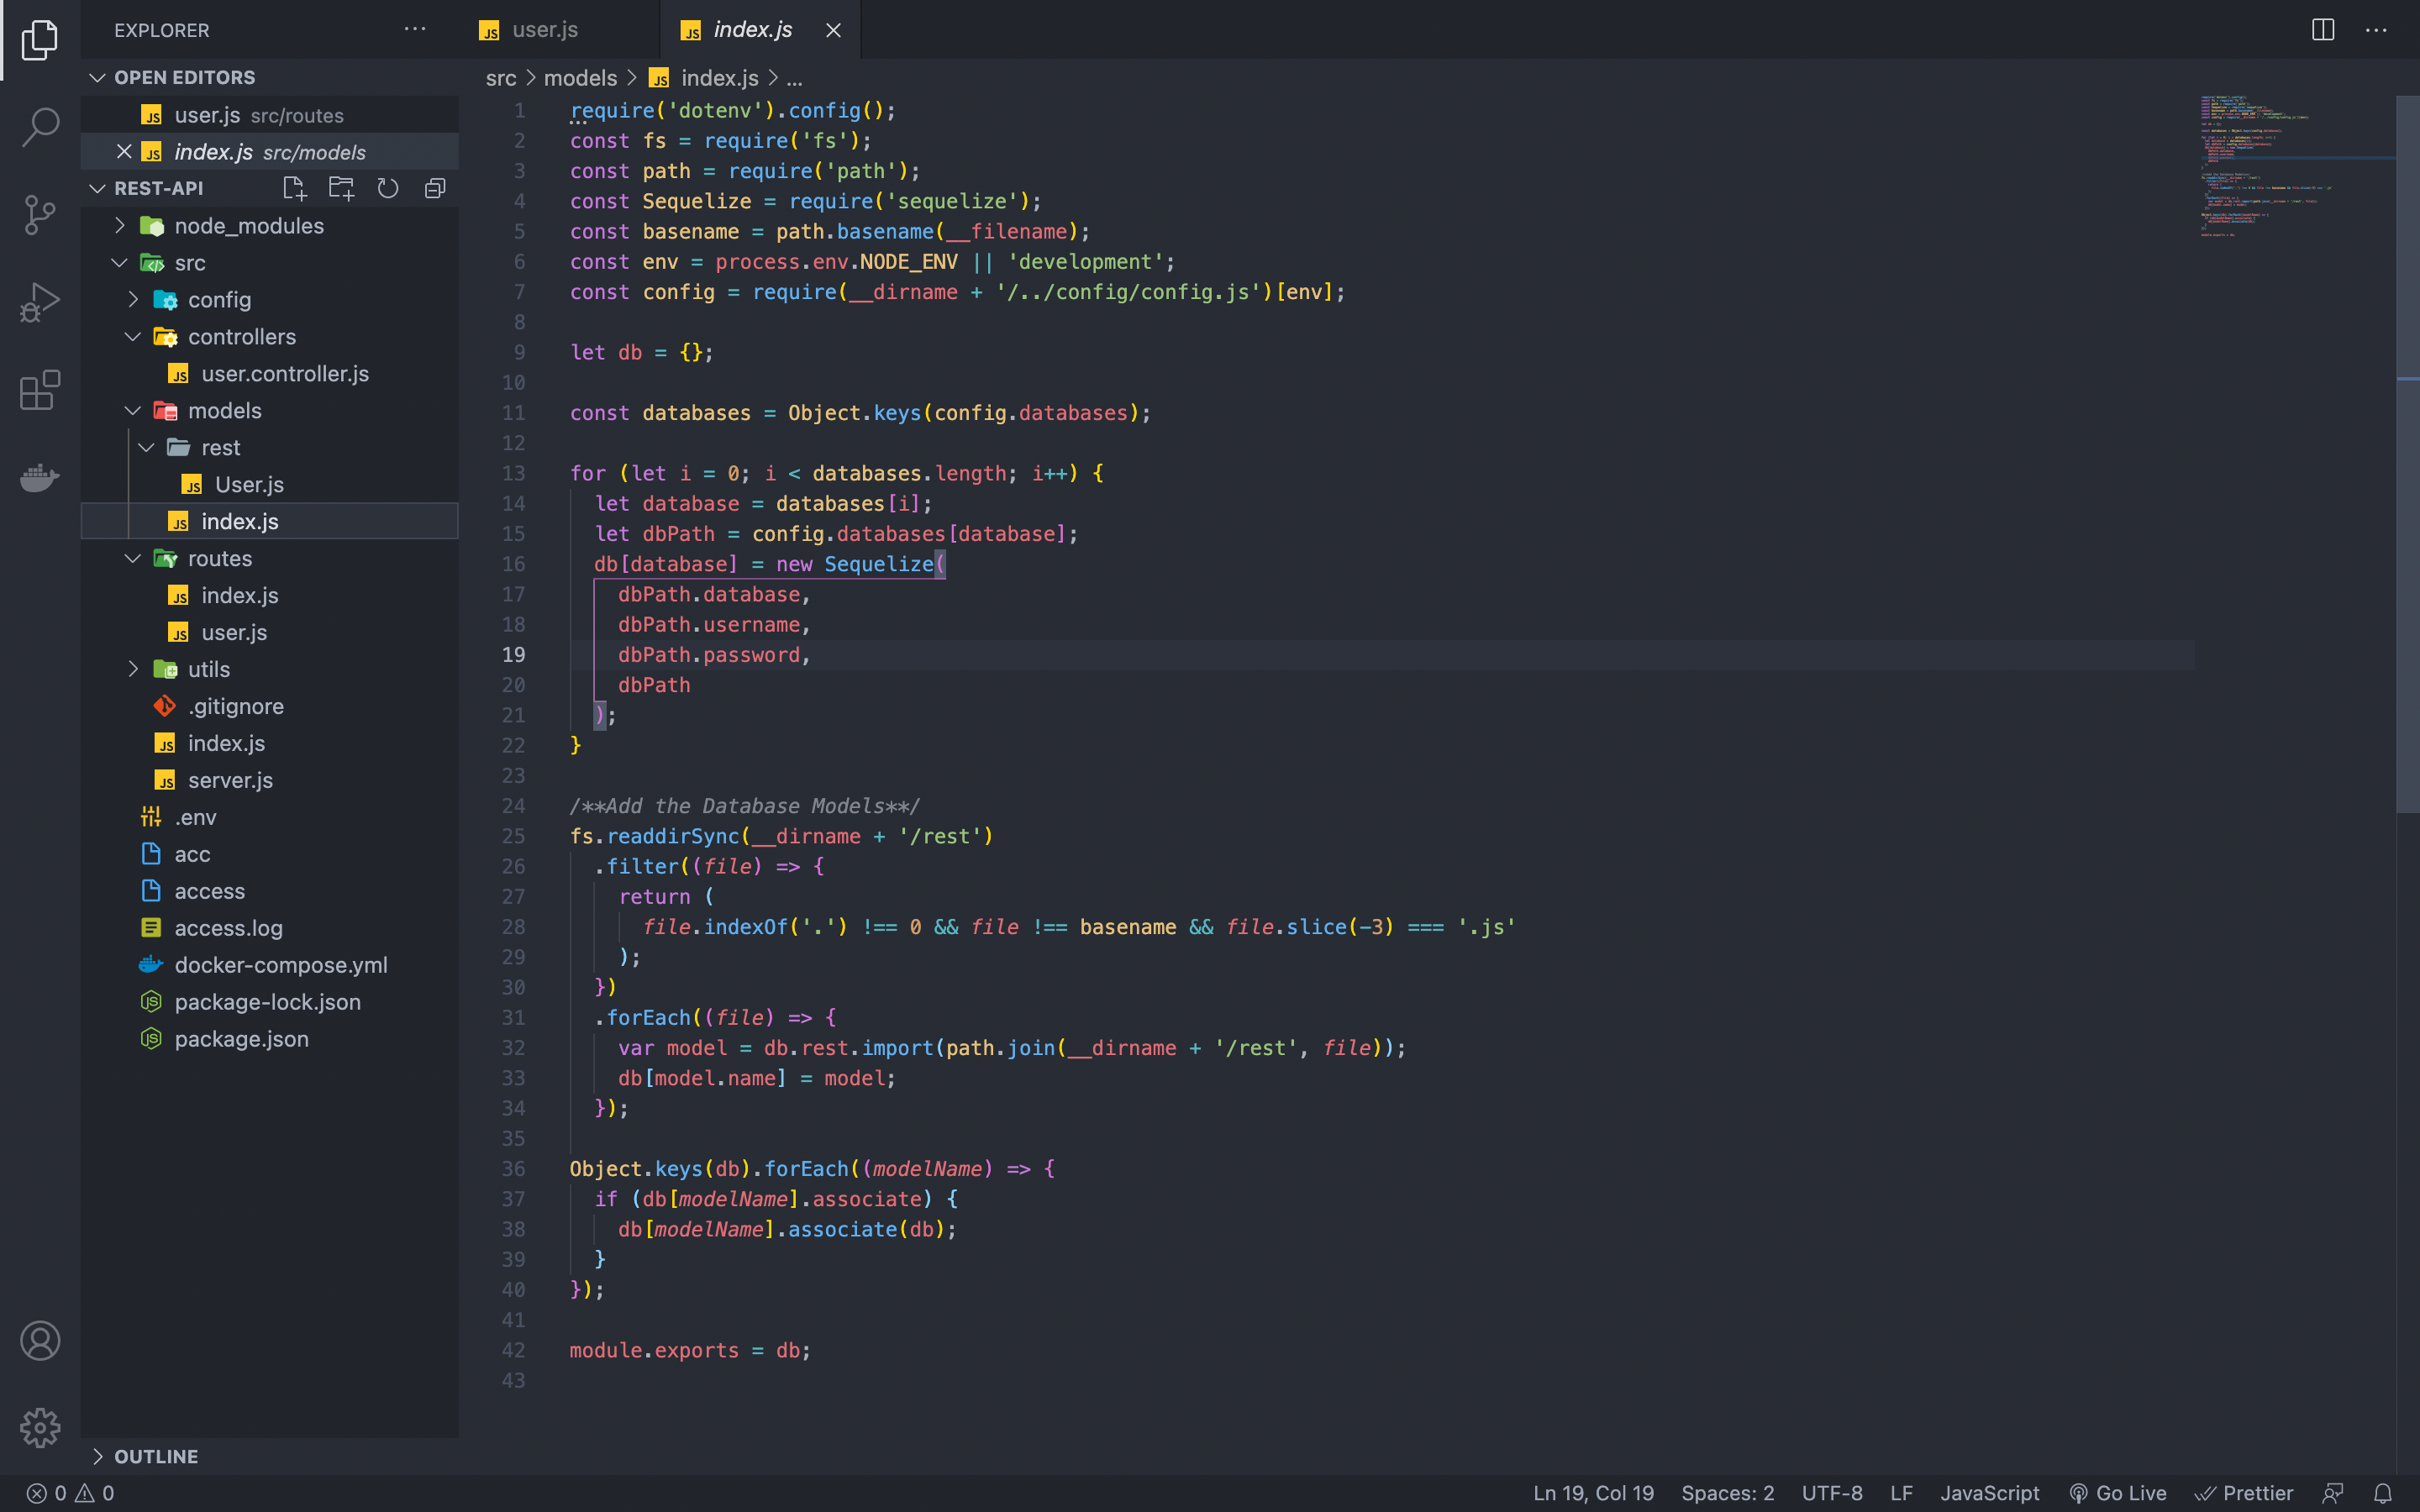 EXPLORER
OPEN EDITORS
user.js src/routes
index.js src/models
REST-API
node_modules
src
config
controllers
user.controller.js
models
rest
User.js
index.js
routes
index.js
user.js
utils
.gitignore
index.js
server.js
.env
acc
access
access.log
docker-compose.yml
package-lock.json
package.json
OUTLINE
user.js
index.js
src > models > index.js > ...
1 require('dotenv').config();
2 const fs = require('fs');
3 const path = require('path');
4 const Sequelize = require('sequelize');
5 const basename = path.basename(__filename);
6 const env = process.env.NODE_ENV || 'development';
7 const config = require(__dirname + '/../config/config.js')[env];
8
9 let db = {};
10
11 const databases = Object.keys(config.databases);
12
13 for (let i = 0; i < databases.length; i++) {
14   let database = databases[i];
15   let dbPath = config.databases[database];
16   db[database] = new Sequelize(
17     dbPath.database,
18     dbPath.username,
19     dbPath.password,
20     dbPath
21   );
22 }
23
24 /**Add the Database Models**/
25 fs.readdirSync(__dirname + '/rest')
26   .filter((file) => {
27     return (
28       file.indexOf('.') !== 0 && file !== basename && file.slice(-3) === '.js'
29     );
30   })
31   .forEach((file) => {
32     var model = db.rest.import(path.join(__dirname + '/rest', file));
33     db[model.name] = model;
34   });
35
36 Object.keys(db).forEach((modelName) => {
37   if (db[modelName].associate) {
38     db[modelName].associate(db);
39   }
40 });
41
42 module.exports = db;
43
0 0
Ln 19, Col 19 Spaces: 2 UTF-8 LF JavaScript Go Live Prettier